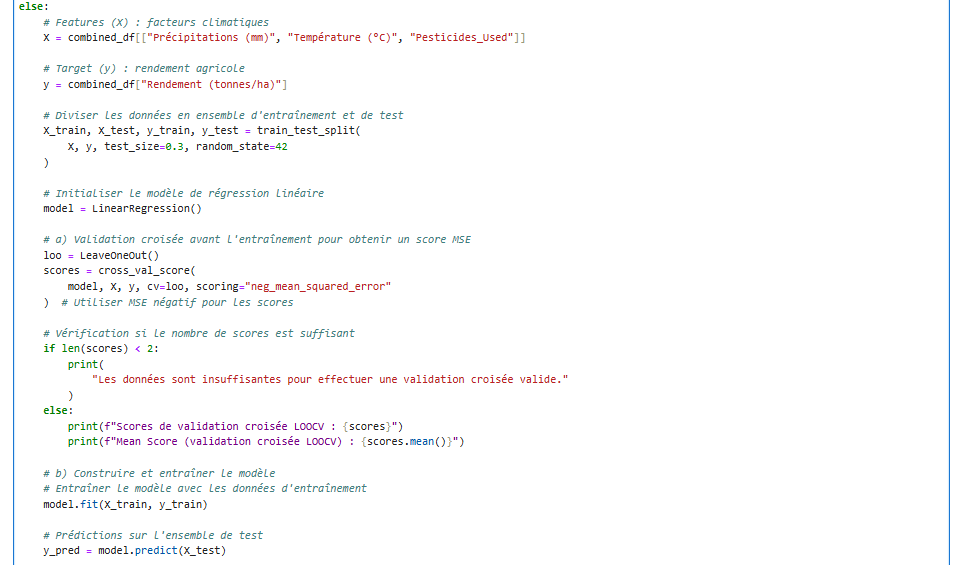 else:
    # Features (X) : facteurs climatiques
    X = combined_df[["Précipitations (mm)", "Température (°C)", "Pesticides_Used"]]

    # Target (y) : rendement agricole
    y = combined_df["Rendement (tonnes/ha)"]

    # Diviser les données en ensemble d'entraînement et de test
    X_train, X_test, y_train, y_test = train_test_split(
        X, y, test_size=0.3, random_state=42
    )

    # Initialiser le modèle de régression linéaire
    model = LinearRegression()

    # a) Validation croisée avant l'entraînement pour obtenir un score MSE
    loo = LeaveOneOut()
    scores = cross_val_score(
        model, X, y, cv=loo, scoring="neg_mean_squared_error"
    )  # Utiliser MSE négatif pour les scores

    # Vérification si le nombre de scores est suffisant
    if len(scores) < 2:
        print(
            "Les données sont insuffisantes pour effectuer une validation croisée valide."
        )
    else:
        print(f"Scores de validation croisée LOOCV : {scores}")
        print(f"Mean Score (validation croisée LOOCV) : {scores.mean()}")

    # b) Construire et entraîner le modèle
    # Entraîner le modèle avec les données d'entraînement
    model.fit(X_train, y_train)

    # Prédictions sur l'ensemble de test
    y_pred = model.predict(X_test)